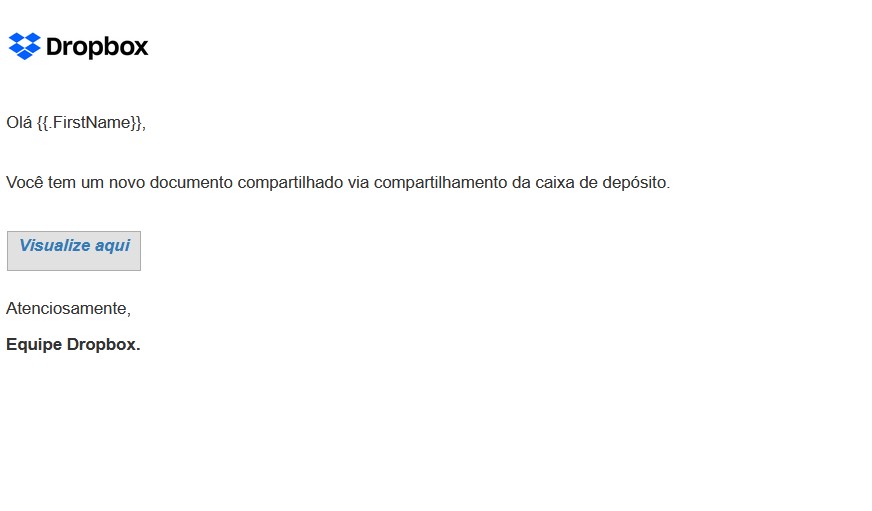 Dropbox
Olá {{.FirstName}},
Você tem um novo documento compartilhado via compartilhamento da caixa de depósito.
Visualize aqui
Atenciosamente,
Equipe Dropbox.